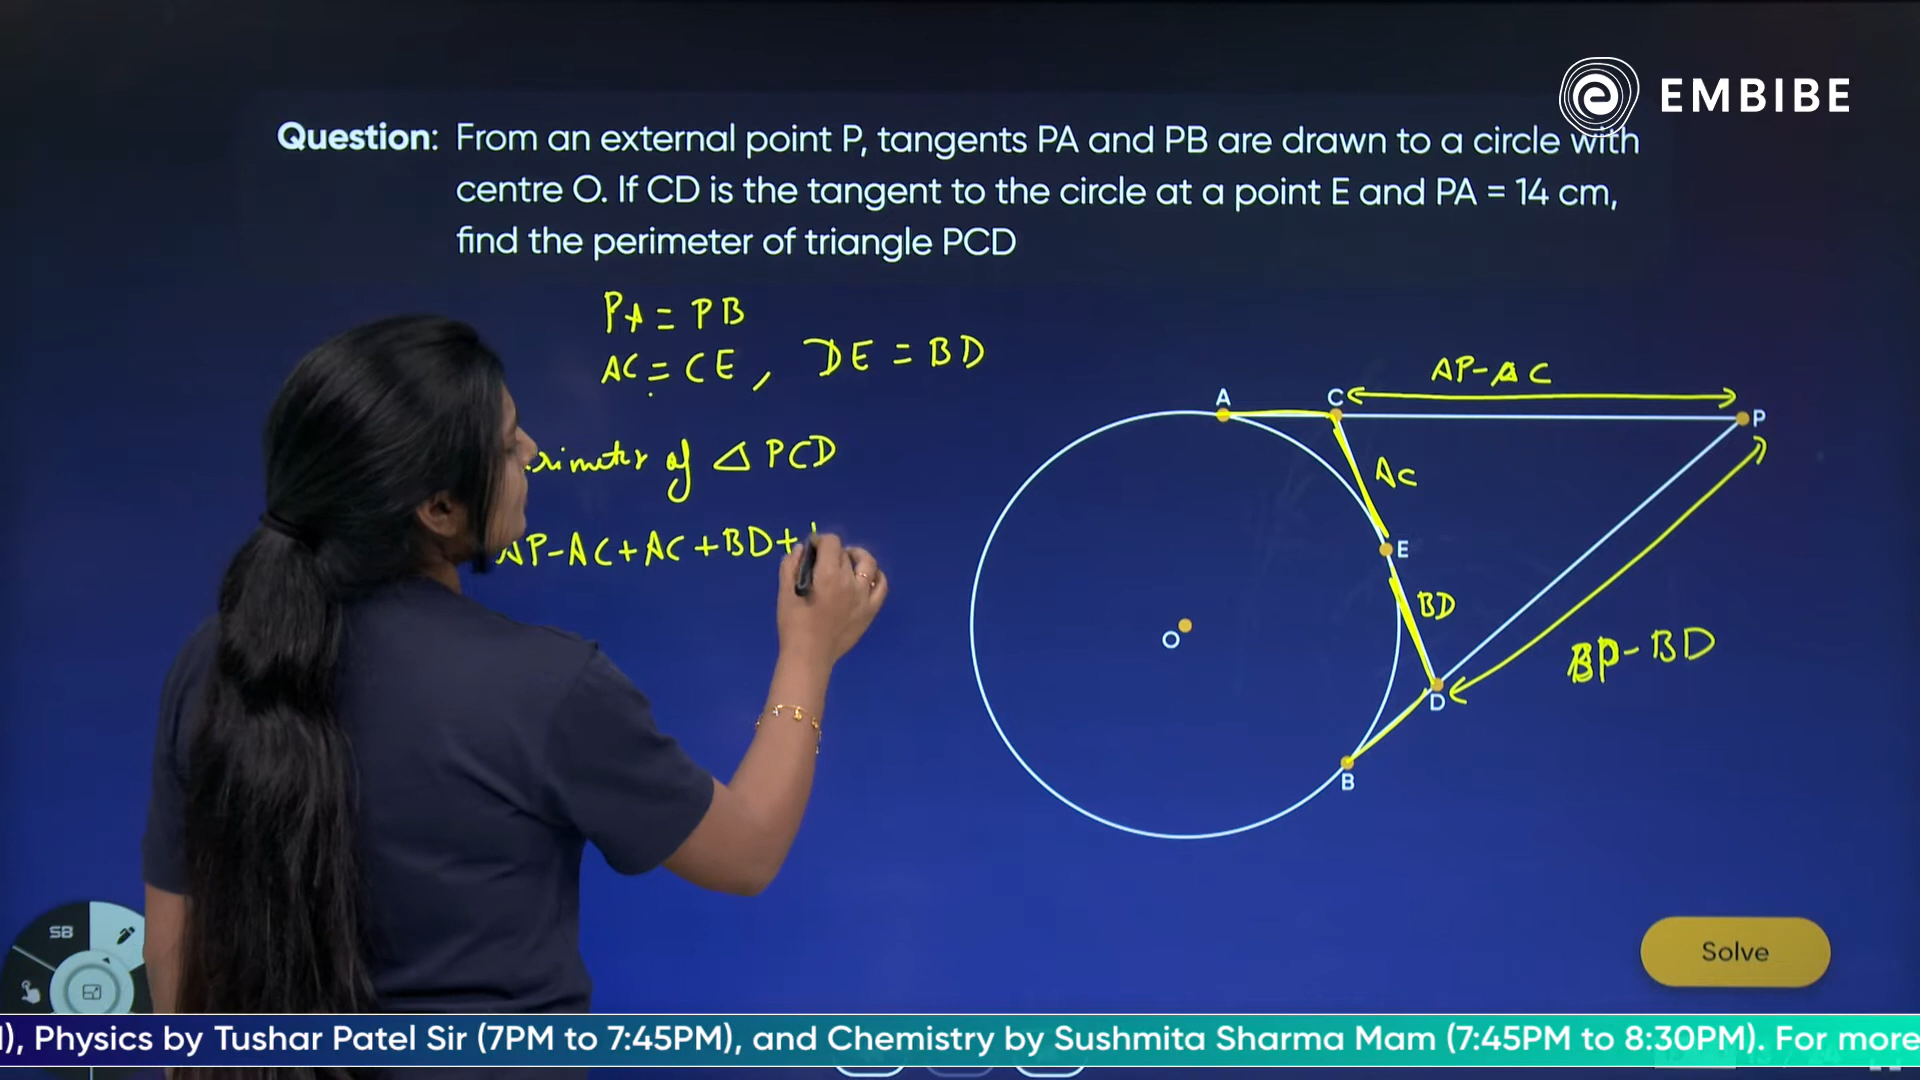 EMBIBE
Question: From an external point P, tangents PA and PB are drawn to a circle with
centre O. If CD is the tangent to the circle at a point E and PA = 14 cm,
find the perimeter of triangle PCD
PA = PB
AC = CE, DE = BD
of △ PCD
AP-AC+AC+BD+
AP-AC
A
C
P
AC
E
BD
O
BP-BD
D
B
Solve
SB
), Physics by Tushar Patel Sir (7PM to 7:45PM), and Chemistry by Sushmita Sharma Mam (7:45PM to 8:30PM). For more